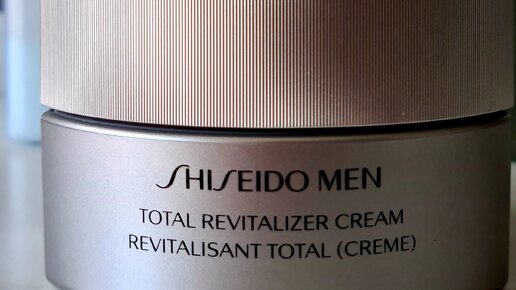 SHISEIDO MEN
TOTAL REVITALIZER CREAM
REVITALISANT TOTAL (CREME)